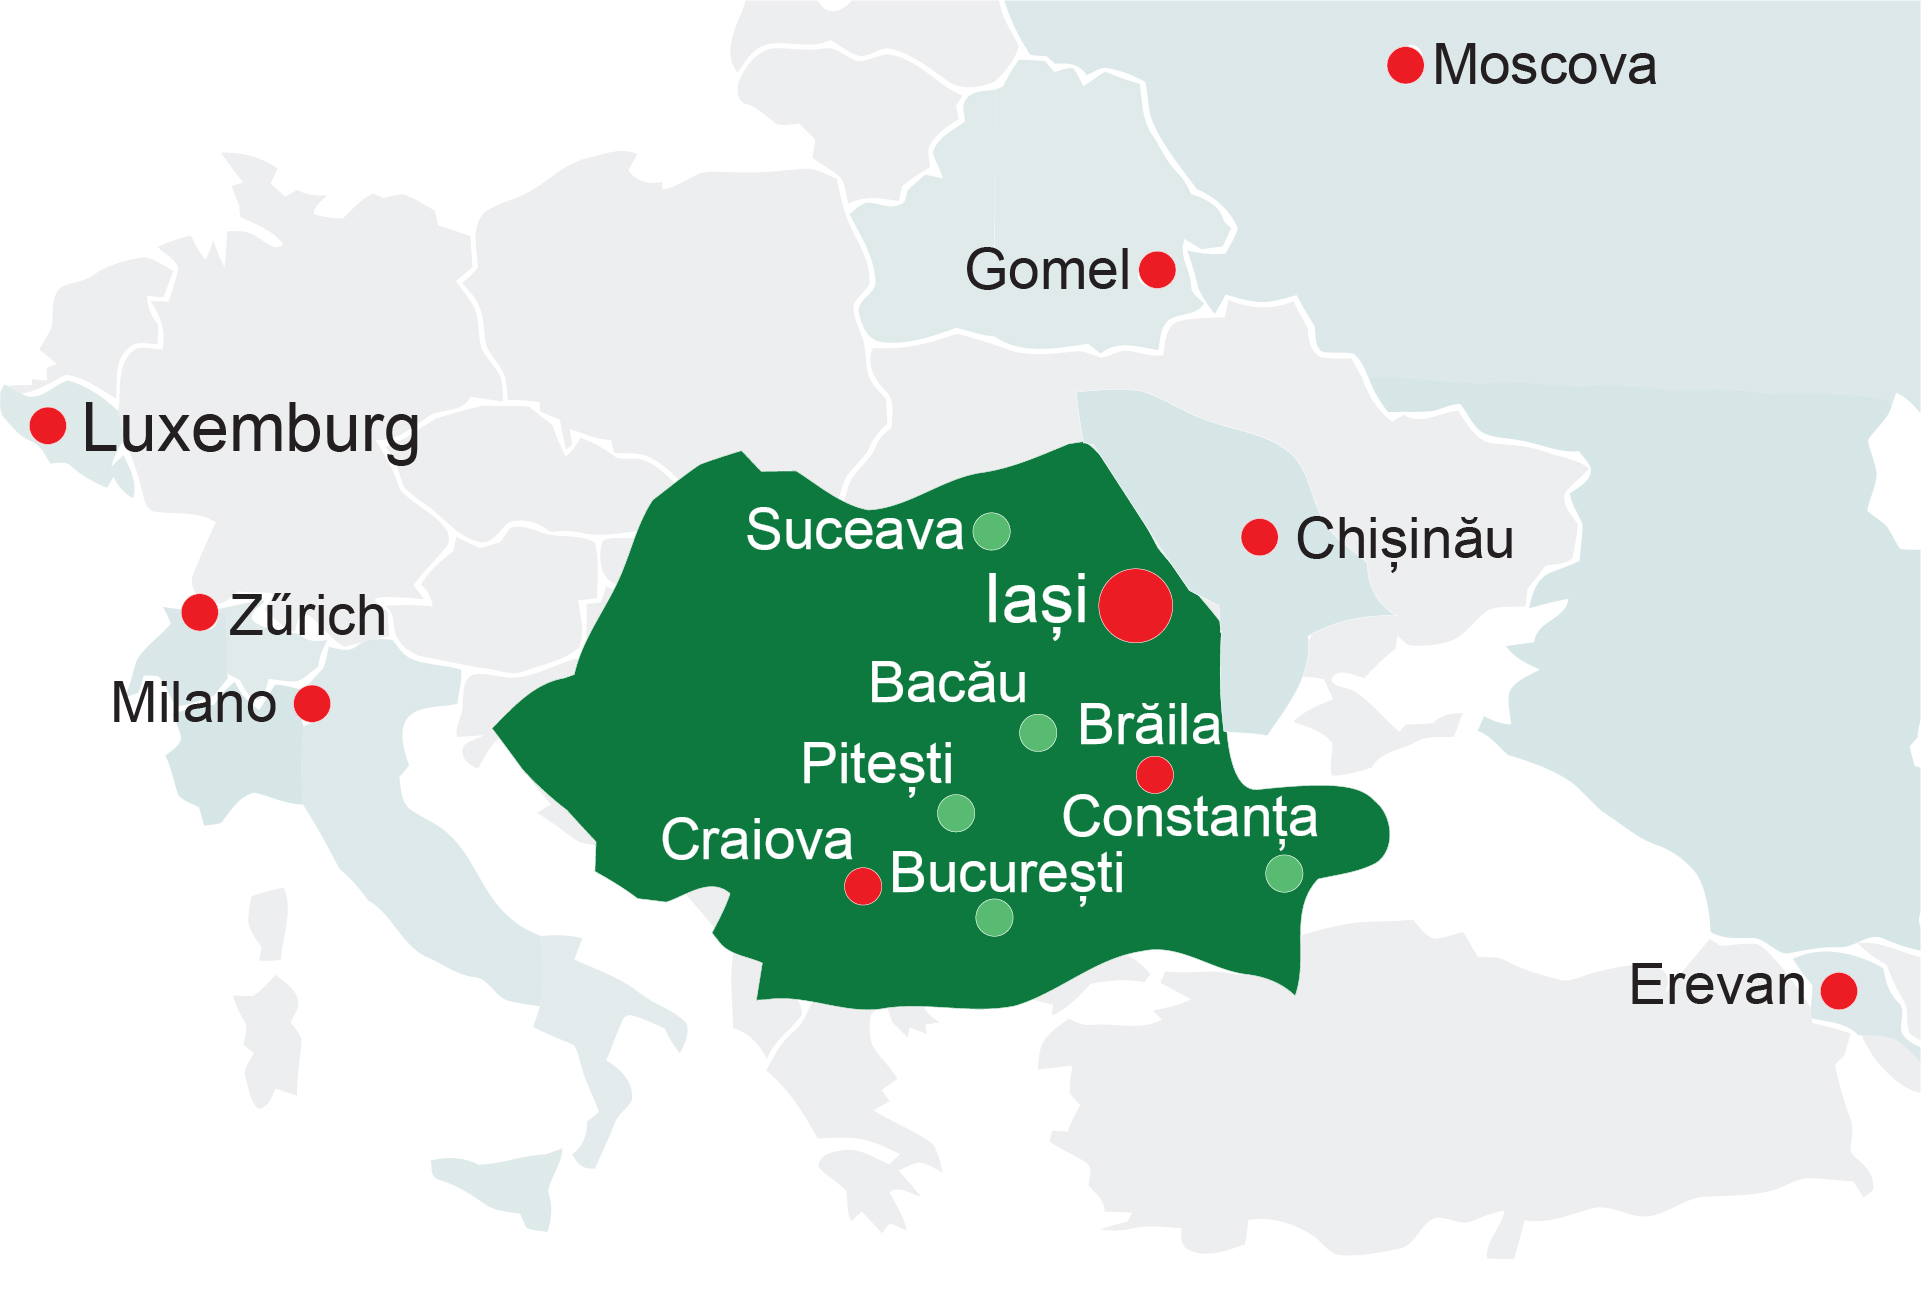 Moscova
Gomel
Luxemburg
Suceava
Chișinău
Iași
Zűrich
Bacău
Milano
Brăila
Pitești
Constanța
Craiova
București
Erevan